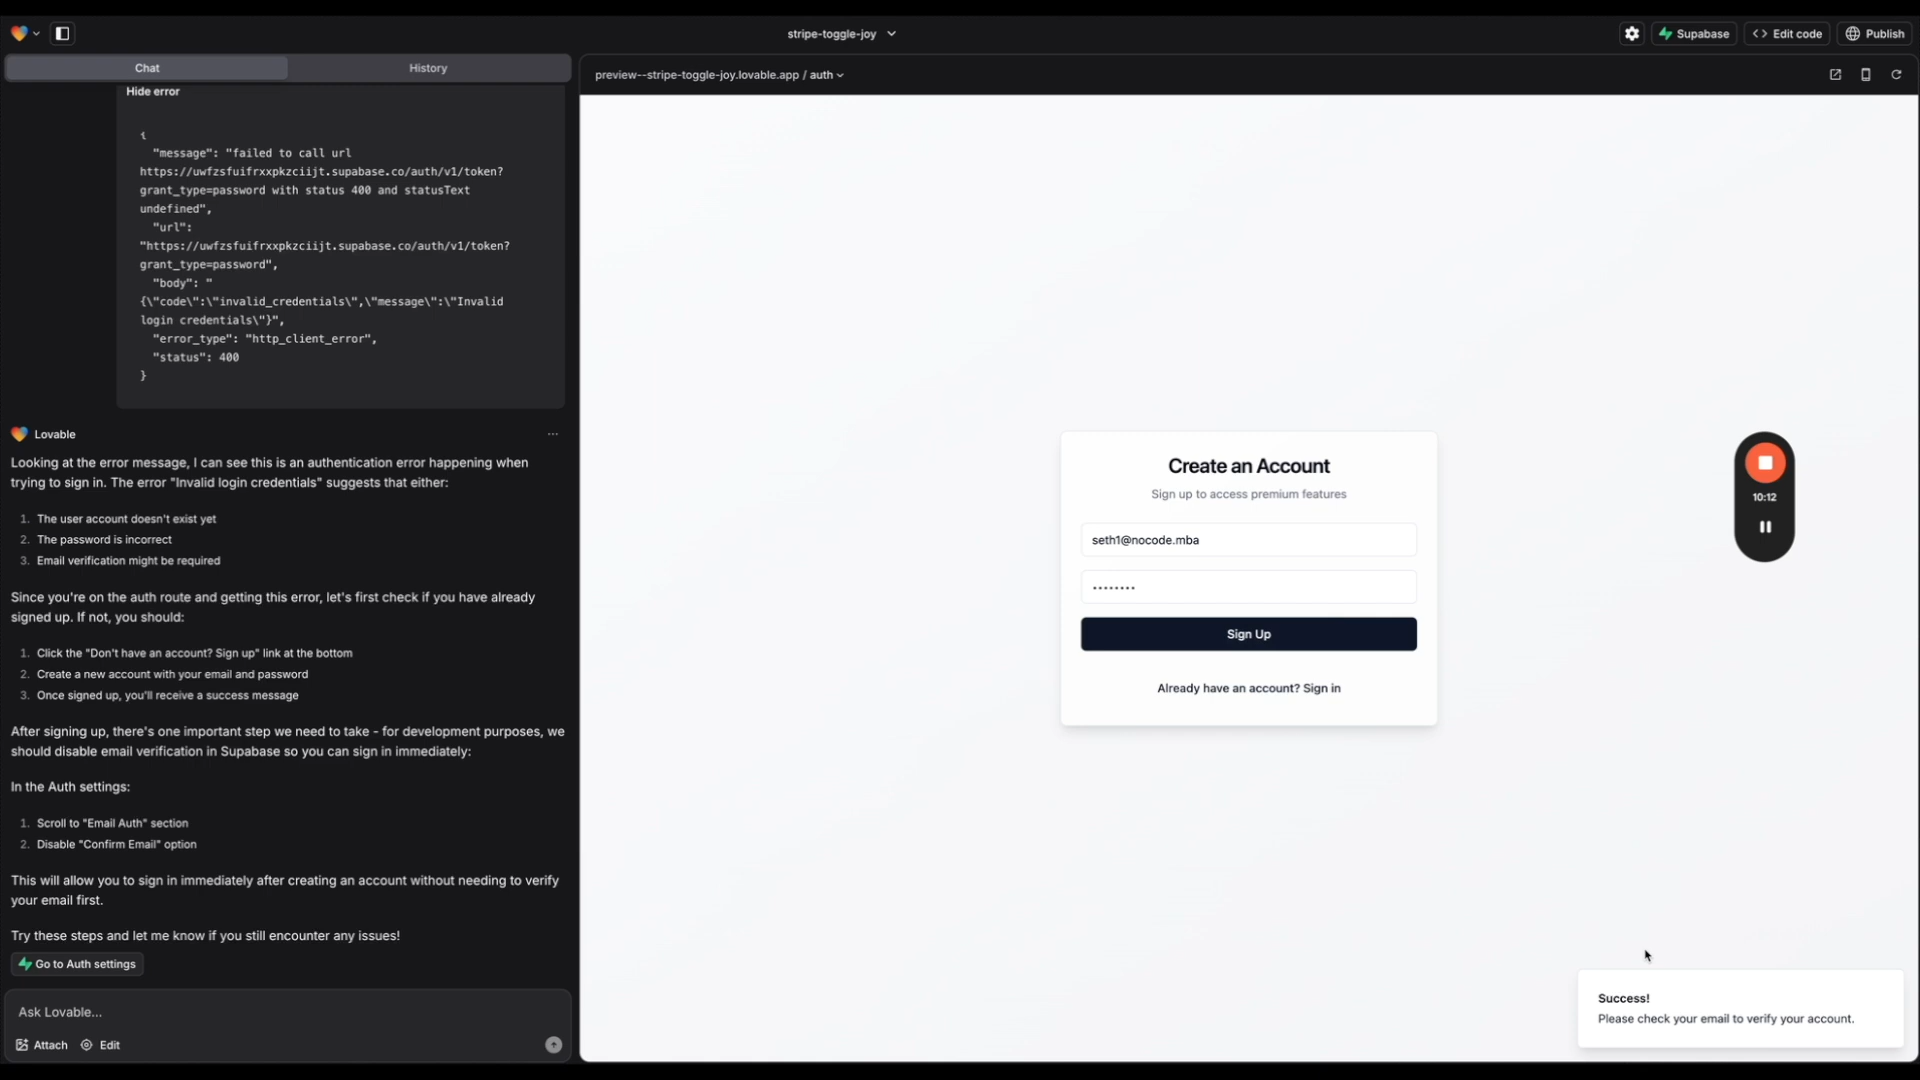 stripe-toggle-joy
Supabase
Edit code
Publish
Chat
History
preview--stripe-toggle-joy.lovable.app / auth
Hide error
{
"message": "failed to call url
https://uwfzsfuifrxxpkzciijt.supabase.co/auth/v1/token?
grant_type=password with status 400 and statusText
undefined",
"url":
"https://uwfzsfuifrxxpkzciijt.supabase.co/auth/v1/token?
grant_type=password",
"body": "
{\"code\":\"invalid_credentials\",\"message\":\"Invalid
login credentials\"}",
"error_type": "http_client_error",
"status": 400
}
Lovable
Looking at the error message, I can see this is an authentication error happening when
trying to sign in. The error "Invalid login credentials" suggests that either:
1. The user account doesn't exist yet
2. The password is incorrect
3. Email verification might be required
Since you're on the auth route and getting this error, let's first check if you have already
signed up. If not, you should:
1. Click the "Don't have an account? Sign up" link at the bottom
2. Create a new account with your email and password
3. Once signed up, you'll receive a success message
After signing up, there's one important step we need to take - for development purposes, we
should disable email verification in Supabase so you can sign in immediately:
In the Auth settings:
1. Scroll to "Email Auth" section
2. Disable "Confirm Email" option
This will allow you to sign in immediately after creating an account without needing to verify
your email first.
Try these steps and let me know if you still encounter any issues!
Go to Auth settings
Ask Lovable...
Attach
Edit
Create an Account
Sign up to access premium features
seth1@nocode.mba
••••••••
Sign Up
Already have an account? Sign in
10:12
Success!
Please check your email to verify your account.